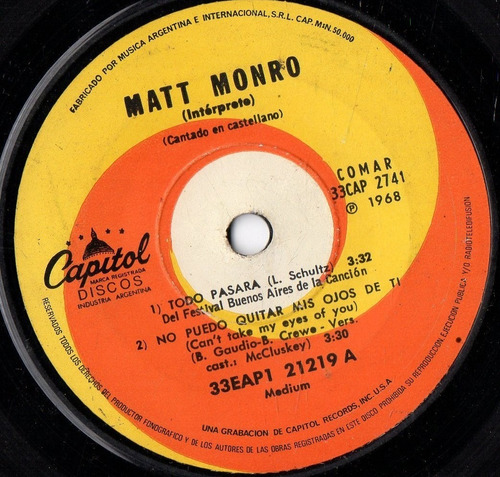 FABRICADO POR MUSICA ARGENTINA E INTERNACIONAL, S.R.L. CAP. M$N. 50.000
MATT MONRO
(Intérprete)
(Cantado en castellano)
COMAR
33CAP 2741
℗ 1968
Capitol
MARCA REGISTRADA
DISCOS
INDUSTRIA ARGENTINA
1) TODO PASARA (L. Schultz) 3:32
Del Festival Buenos Aires de la Canción
2) NO PUEDO QUITAR MIS OJOS DE TI
(Can't take my eyes of you)
(B. Gaudio-B. Crewe- Vers.
cast.: McCluskey) 3:30
33EAP1 21219 A
Medium
UNA GRABACION DE CAPITOL RECORDS, INC. U.S.A
RESERVADOS TODOS LOS DERECHOS DEL PRODUCTOR FONOGRAFICO Y DE LOS AUTORES DE LAS OBRAS REGISTRADAS EN ESTE DISCO PROHIBIDA SU REPRODUCCION, EJECUCION PUBLICA Y/O RADIOTELEDIFUSION